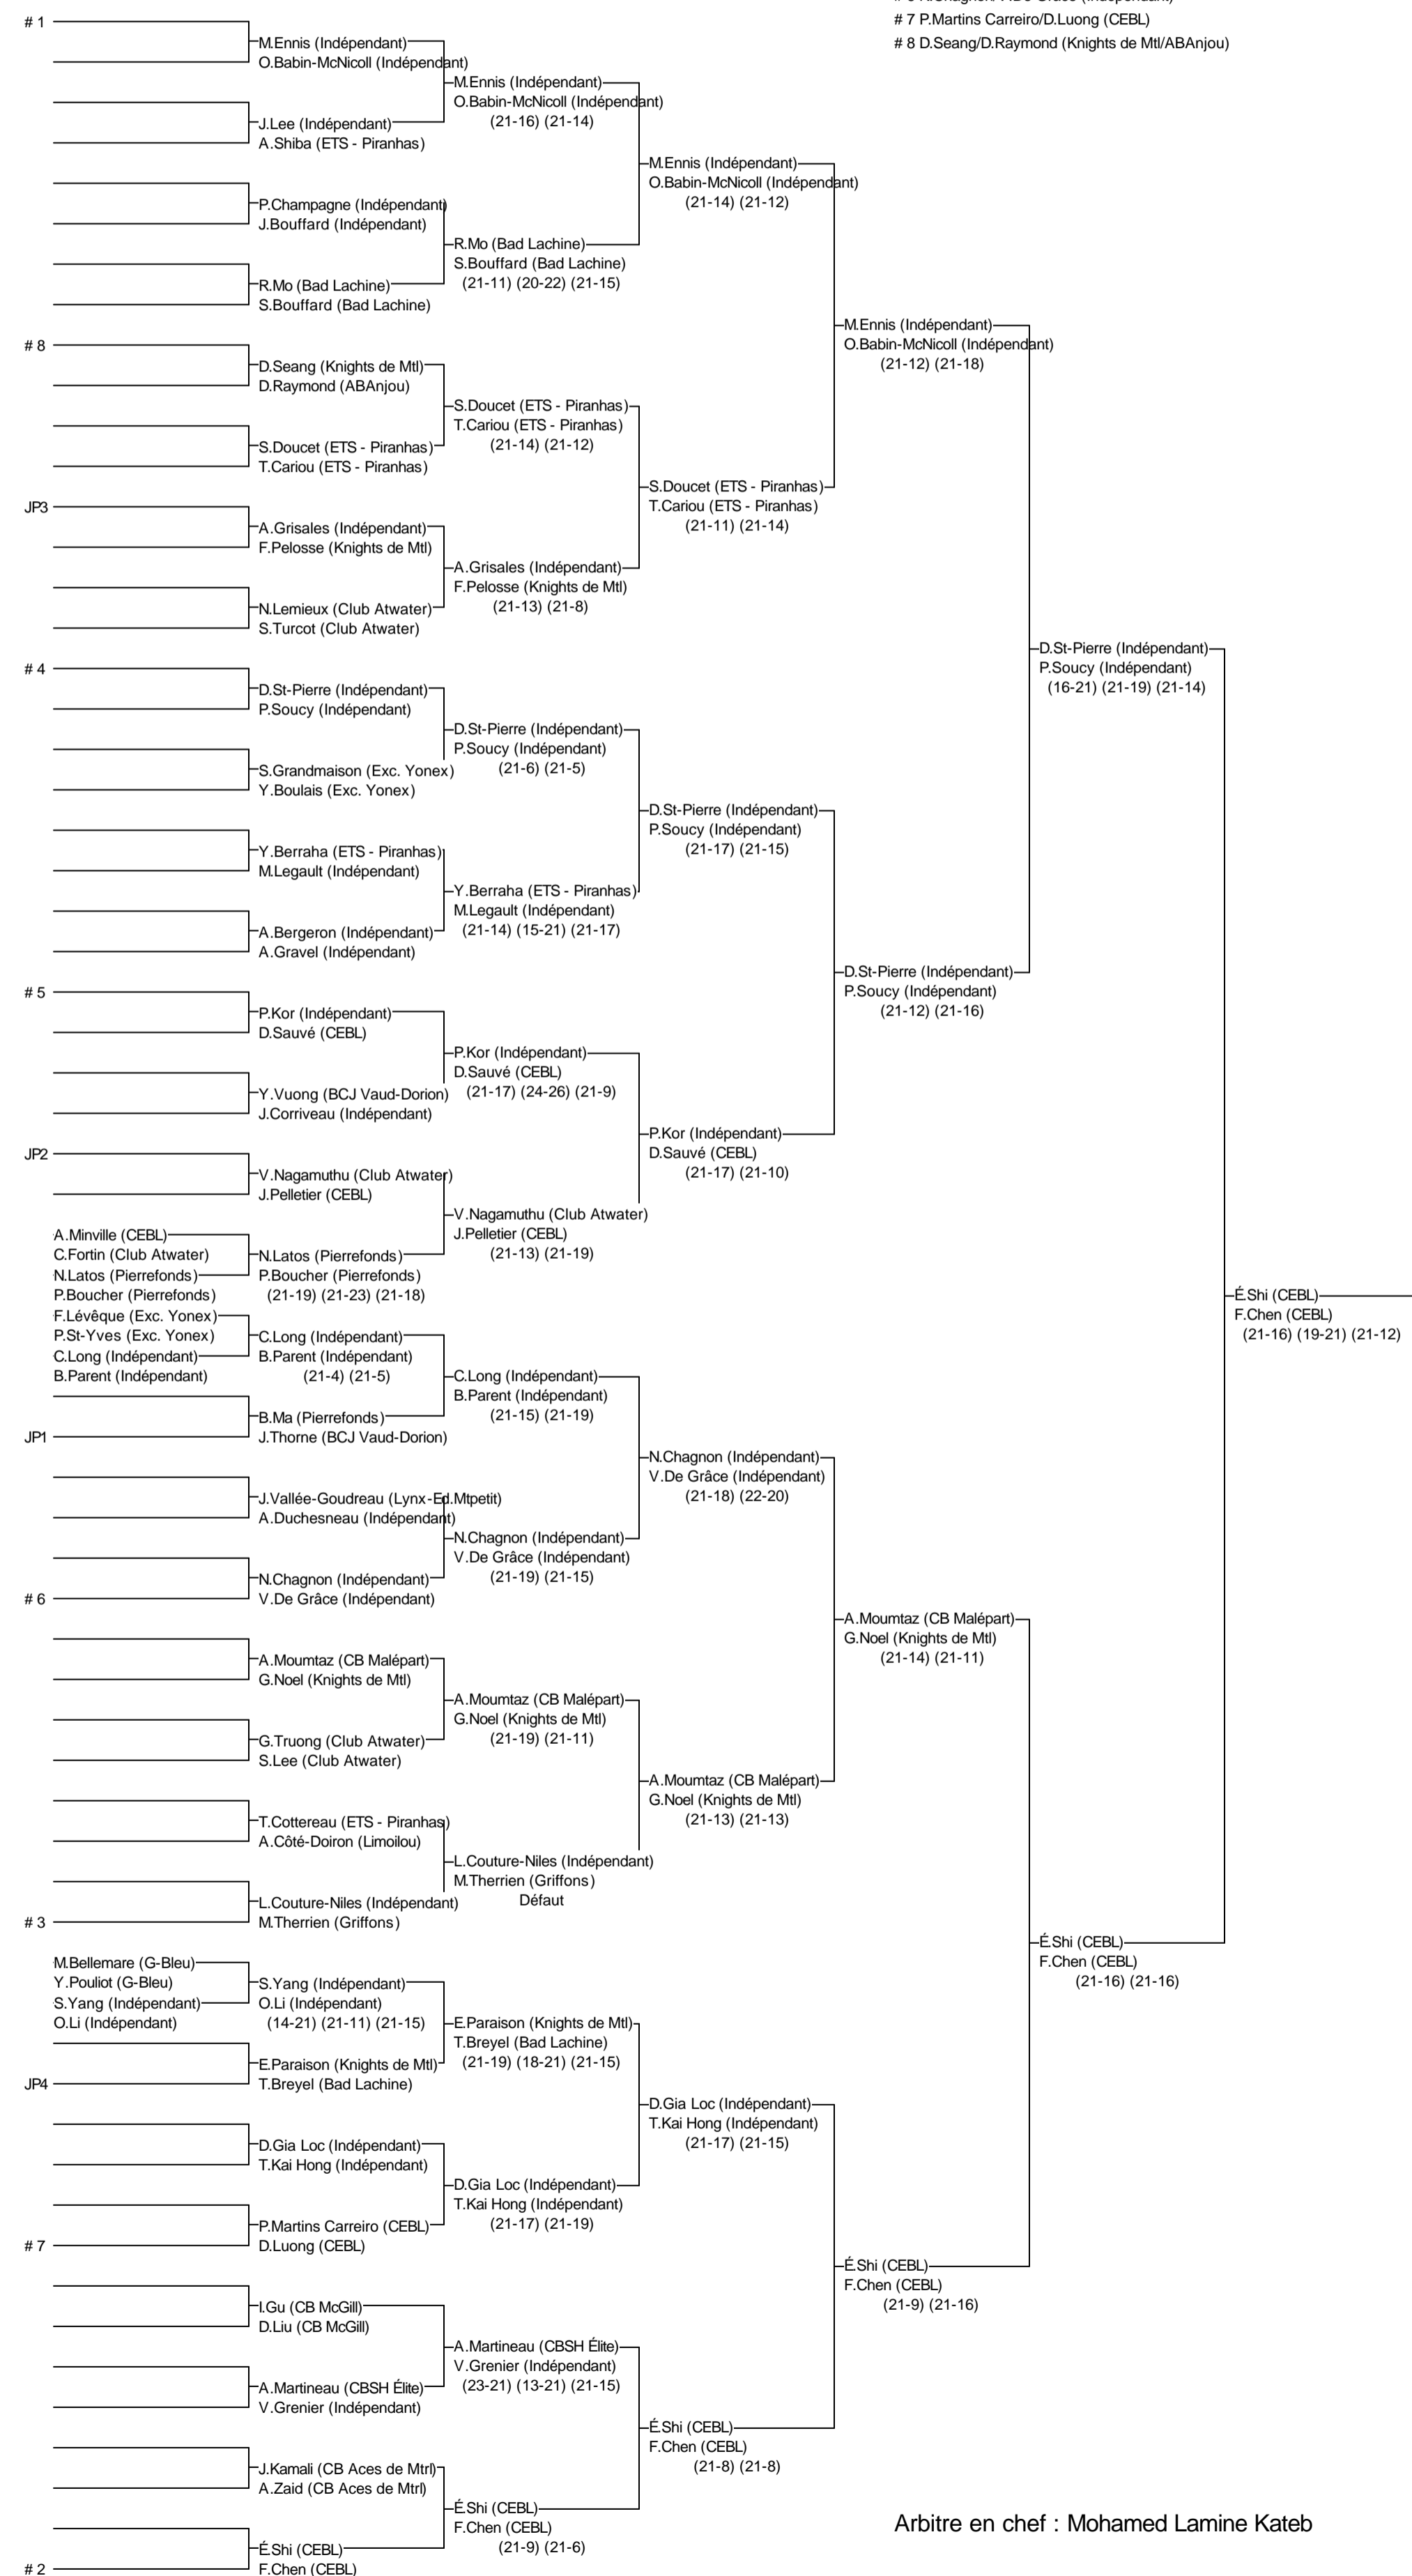 # 7 P.Martins Carreiro/D.Luong (CEBL)
# 8 D.Seang/D.Raymond (Knights de Mtl/ABAnjou)
# 1
M.Ennis (Indépendant)
O.Babin-McNicoll (Indépendant)
M.Ennis (Indépendant)
O.Babin-McNicoll (Indépendant)
(21-16) (21-14)
J.Lee (Indépendant)
A.Shiba (ETS - Piranhas)
M.Ennis (Indépendant)
O.Babin-McNicoll (Indépendant)
(21-14) (21-12)
P.Champagne (Indépendant)
J.Bouffard (Indépendant)
R.Mo (Bad Lachine)
S.Bouffard (Bad Lachine)
(21-11) (20-22) (21-15)
R.Mo (Bad Lachine)
S.Bouffard (Bad Lachine)
M.Ennis (Indépendant)
O.Babin-McNicoll (Indépendant)
(21-12) (21-18)
# 8
D.Seang (Knights de Mtl)
D.Raymond (ABAnjou)
S.Doucet (ETS - Piranhas)
T.Cariou (ETS - Piranhas)
(21-14) (21-12)
S.Doucet (ETS - Piranhas)
T.Cariou (ETS - Piranhas)
S.Doucet (ETS - Piranhas)
T.Cariou (ETS - Piranhas)
(21-11) (21-14)
JP3
A.Grisales (Indépendant)
F.Pelosse (Knights de Mtl)
A.Grisales (Indépendant)
F.Pelosse (Knights de Mtl)
(21-13) (21-8)
N.Lemieux (Club Atwater)
S.Turcot (Club Atwater)
D.St-Pierre (Indépendant)
P.Soucy (Indépendant)
(16-21) (21-19) (21-14)
# 4
D.St-Pierre (Indépendant)
P.Soucy (Indépendant)
D.St-Pierre (Indépendant)
P.Soucy (Indépendant)
(21-6) (21-5)
S.Grandmaison (Exc. Yonex)
Y.Boulais (Exc. Yonex)
D.St-Pierre (Indépendant)
P.Soucy (Indépendant)
(21-17) (21-15)
Y.Berraha (ETS - Piranhas)
M.Legault (Indépendant)
Y.Berraha (ETS - Piranhas)
M.Legault (Indépendant)
(21-14) (15-21) (21-17)
A.Bergeron (Indépendant)
A.Gravel (Indépendant)
D.St-Pierre (Indépendant)
P.Soucy (Indépendant)
(21-12) (21-16)
# 5
P.Kor (Indépendant)
D.Sauvé (CEBL)
P.Kor (Indépendant)
D.Sauvé (CEBL)
(21-17) (24-26) (21-9)
Y.Vuong (BCJ Vaud-Dorion)
J.Corriveau (Indépendant)
P.Kor (Indépendant)
D.Sauvé (CEBL)
(21-17) (21-10)
JP2
V.Nagamuthu (Club Atwater)
J.Pelletier (CEBL)
V.Nagamuthu (Club Atwater)
J.Pelletier (CEBL)
(21-13) (21-19)
A.Minville (CEBL)
C.Fortin (Club Atwater)
N.Latos (Pierrefonds)
P.Boucher (Pierrefonds)
N.Latos (Pierrefonds)
P.Boucher (Pierrefonds)
(21-19) (21-23) (21-18)
É.Shi (CEBL)
F.Chen (CEBL)
(21-16) (19-21) (21-12)
F.Lévêque (Exc. Yonex)
P.St-Yves (Exc. Yonex)
C.Long (Indépendant)
B.Parent (Indépendant)
C.Long (Indépendant)
B.Parent (Indépendant)
(21-4) (21-5)
C.Long (Indépendant)
B.Parent (Indépendant)
(21-15) (21-19)
B.Ma (Pierrefonds)
J.Thorne (BCJ Vaud-Dorion)
JP1
N.Chagnon (Indépendant)
V.De Grâce (Indépendant)
(21-18) (22-20)
J.Vallée-Goudreau (Lynx-Ed.Mtpetit)
A.Duchesneau (Indépendant)
N.Chagnon (Indépendant)
V.De Grâce (Indépendant)
(21-19) (21-15)
N.Chagnon (Indépendant)
V.De Grâce (Indépendant)
# 6
A.Moumtaz (CB Malépart)
G.Noel (Knights de Mtl)
(21-14) (21-11)
A.Moumtaz (CB Malépart)
G.Noel (Knights de Mtl)
A.Moumtaz (CB Malépart)
G.Noel (Knights de Mtl)
(21-19) (21-11)
G.Truong (Club Atwater)
S.Lee (Club Atwater)
A.Moumtaz (CB Malépart)
G.Noel (Knights de Mtl)
(21-13) (21-13)
T.Cottereau (ETS - Piranhas)
A.Côté-Doiron (Limoilou)
L.Couture-Niles (Indépendant)
M.Therrien (Griffons)
Défaut
L.Couture-Niles (Indépendant)
M.Therrien (Griffons)
# 3
É.Shi (CEBL)
F.Chen (CEBL)
(21-16) (21-16)
M.Bellemare (G-Bleu)
Y.Pouliot (G-Bleu)
S.Yang (Indépendant)
O.Li (Indépendant)
S.Yang (Indépendant)
O.Li (Indépendant)
(14-21) (21-11) (21-15)
E.Paraison (Knights de Mtl)
T.Breyel (Bad Lachine)
(21-19) (18-21) (21-15)
E.Paraison (Knights de Mtl)
T.Breyel (Bad Lachine)
JP4
D.Gia Loc (Indépendant)
T.Kai Hong (Indépendant)
(21-17) (21-15)
D.Gia Loc (Indépendant)
T.Kai Hong (Indépendant)
D.Gia Loc (Indépendant)
T.Kai Hong (Indépendant)
(21-17) (21-19)
P.Martins Carreiro (CEBL)
D.Luong (CEBL)
# 7
É.Shi (CEBL)
F.Chen (CEBL)
(21-9) (21-16)
I.Gu (CB McGill)
D.Liu (CB McGill)
A.Martineau (CBSH Élite)
V.Grenier (Indépendant)
(23-21) (13-21) (21-15)
A.Martineau (CBSH Élite)
V.Grenier (Indépendant)
É.Shi (CEBL)
F.Chen (CEBL)
(21-8) (21-8)
J.Kamali (CB Aces de Mtrl)
A.Zaid (CB Aces de Mtrl)
É.Shi (CEBL)
F.Chen (CEBL)
(21-9) (21-6)
É.Shi (CEBL)
F.Chen (CEBL)
# 2
Arbitre en chef : Mohamed Lamine Kateb